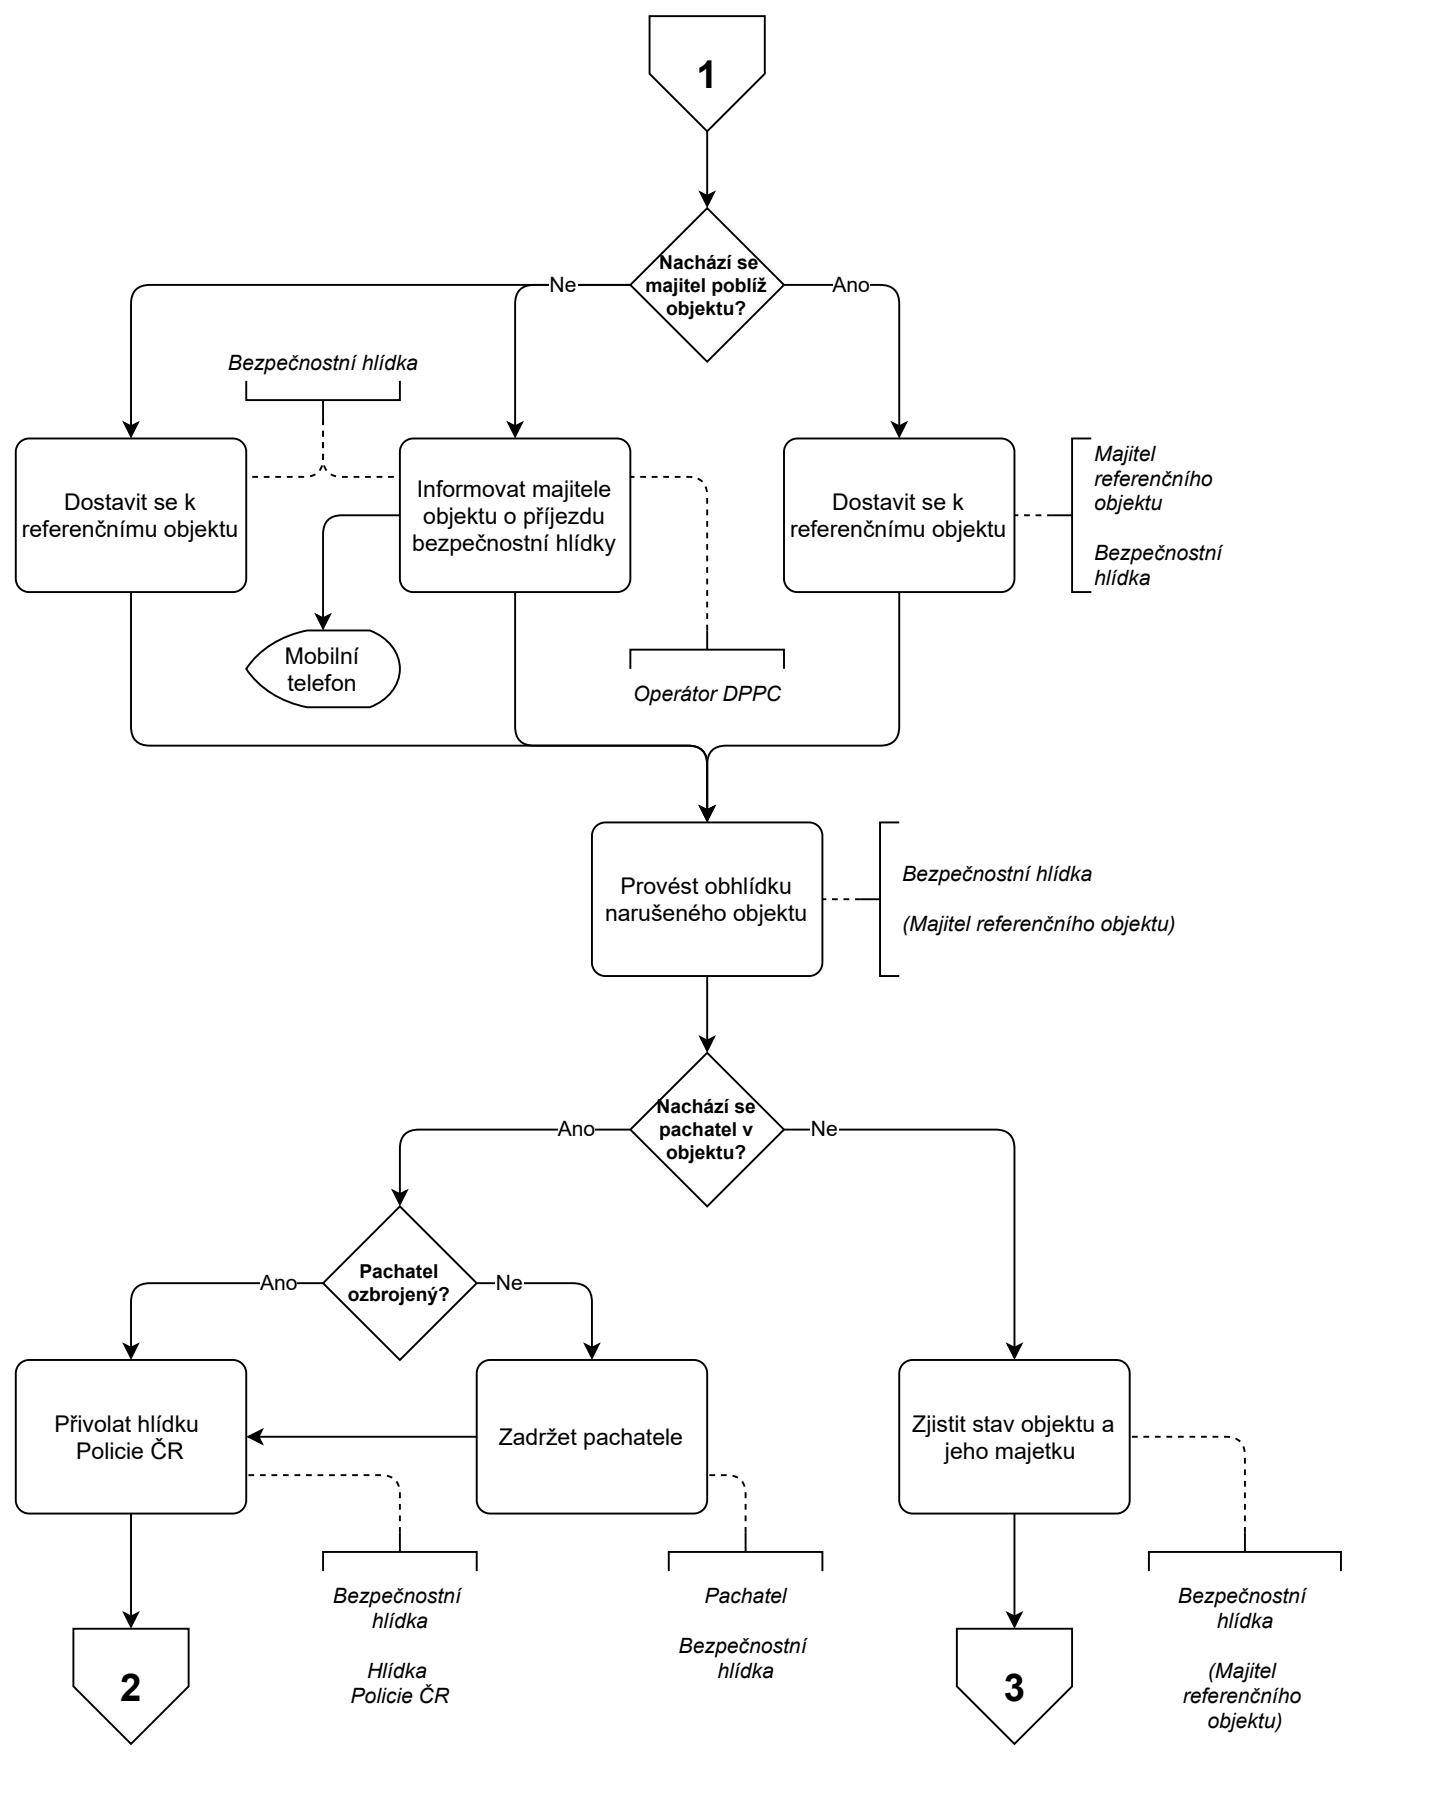 1
Nachází se
majitel poblíž
objektu?
Ne
Ano
Bezpečnostní hlídka
Dostavit se k
referenčnímu objektu
Informovat majitele
objektu o příjezdu
bezpečnostní hlídky
Dostavit se k
referenčnímu objektu
Majitel
referenčního
objektu
Bezpečnostní
hlídka
Mobilní
telefon
Operátor DPPC
Provést obhlídku
narušeného objektu
Bezpečnostní hlídka
(Majitel referenčního objektu)
Nachází se
pachatel v
objektu?
Ano
Ne
Pachatel
ozbrojený?
Ano
Ne
Přivolat hlídku
Policie ČR
Zadržet pachatele
Zjistit stav objektu a
jeho majetku
Bezpečnostní
hlídka
Hlídka
Policie ČR
Pachatel
Bezpečnostní
hlídka
Bezpečnostní
hlídka
(Majitel
referenčního
objektu)
2
3